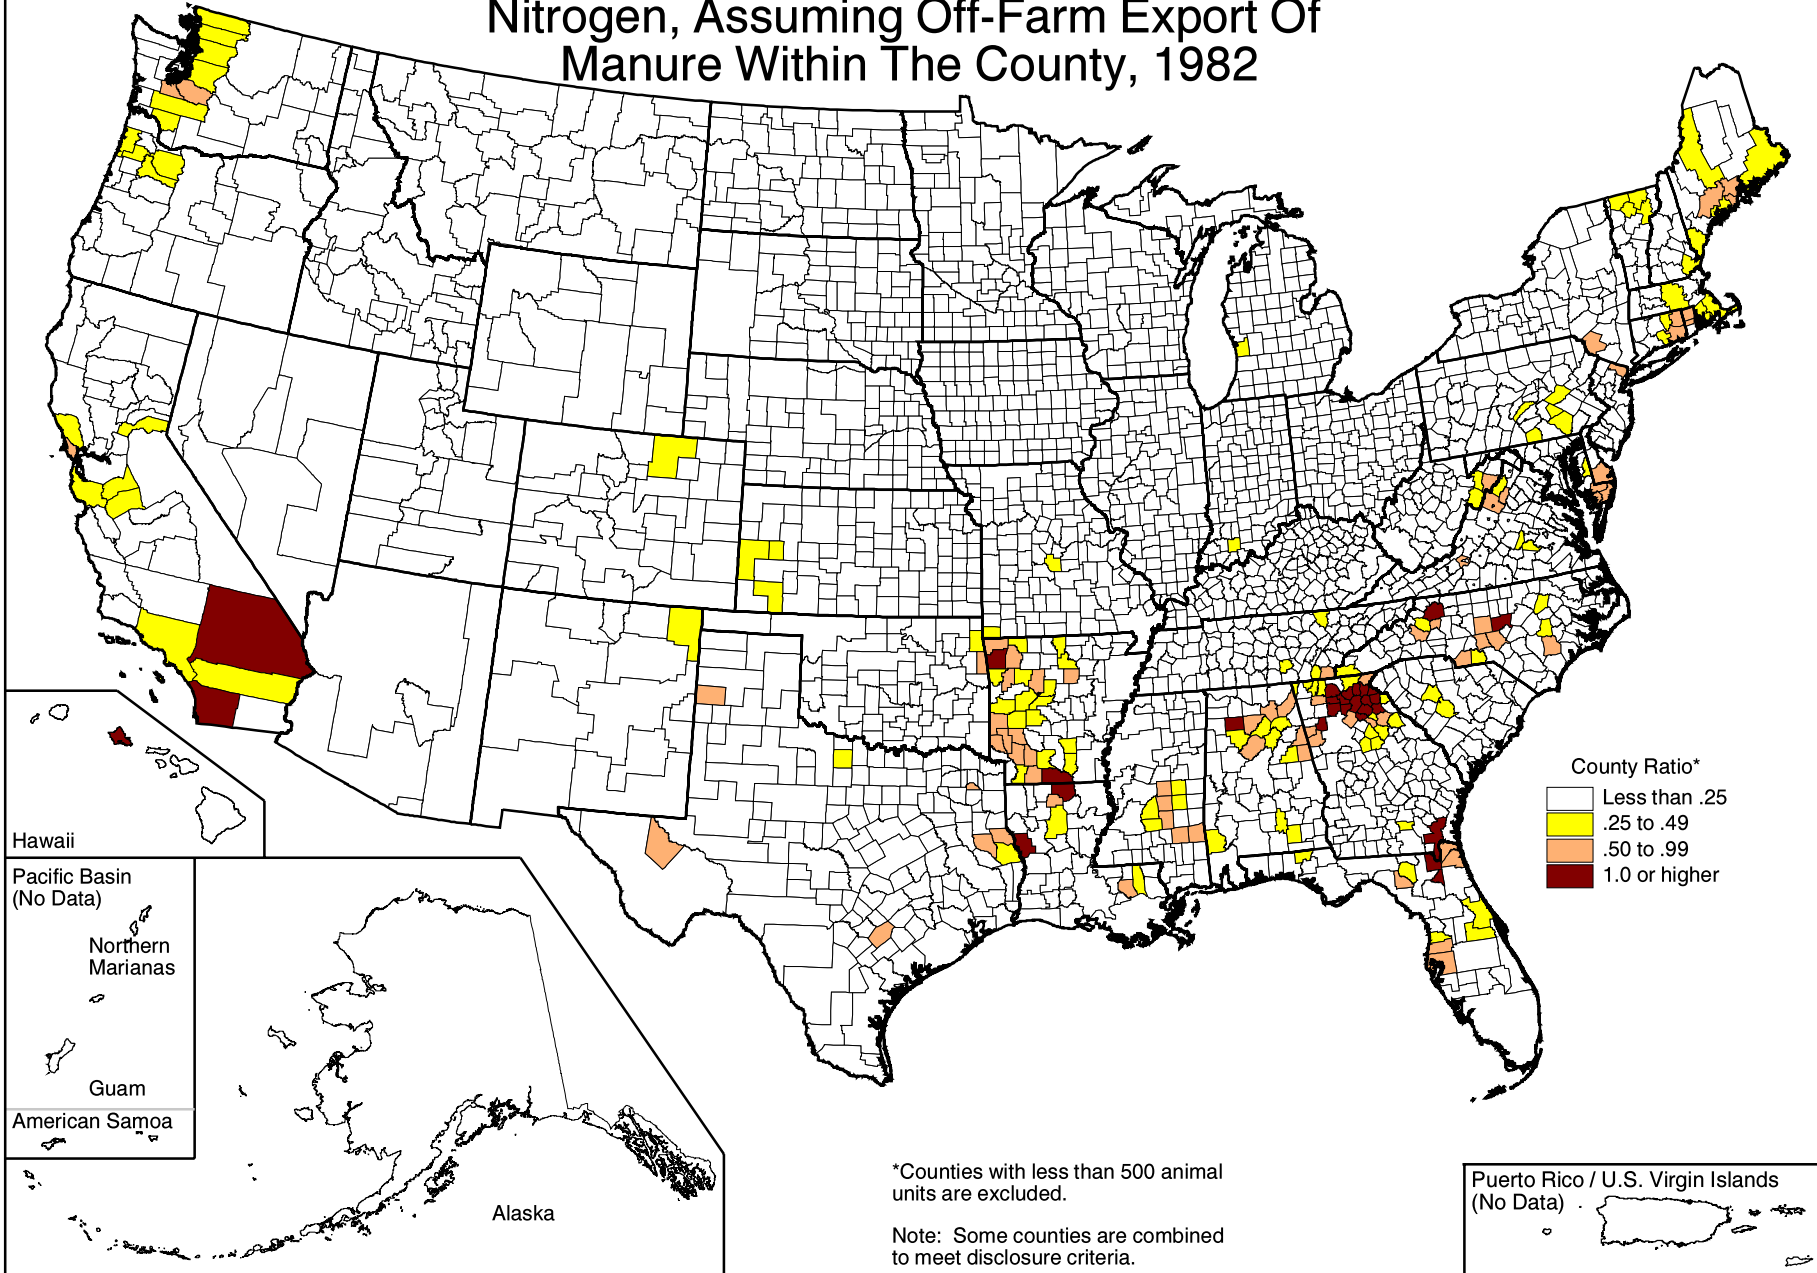 Nitrogen, Assuming Off-Farm Export Of
Manure Within The County, 1982
County Ratio*
Less than .25
.25 to .49
.50 to .99
1.0 or higher
Hawaii
Pacific Basin
(No Data)
Northern
Marianas
Guam
American Samoa
Alaska
*Counties with less than 500 animal
units are excluded.
Note: Some counties are combined
to meet disclosure criteria.
Puerto Rico / U.S. Virgin Islands
(No Data)